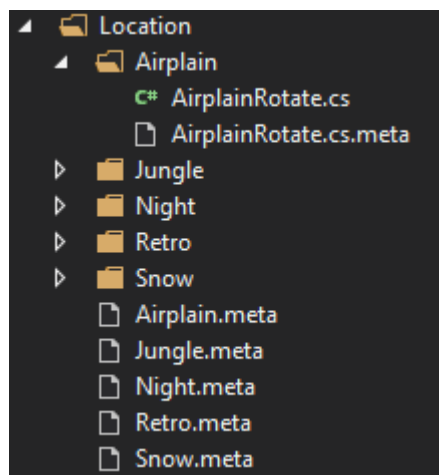 Location
Airplain
C# AirplainRotate.cs
AirplainRotate.cs.meta
Jungle
Night
Retro
Snow
Airplain.meta
Jungle.meta
Night.meta
Retro.meta
Snow.meta